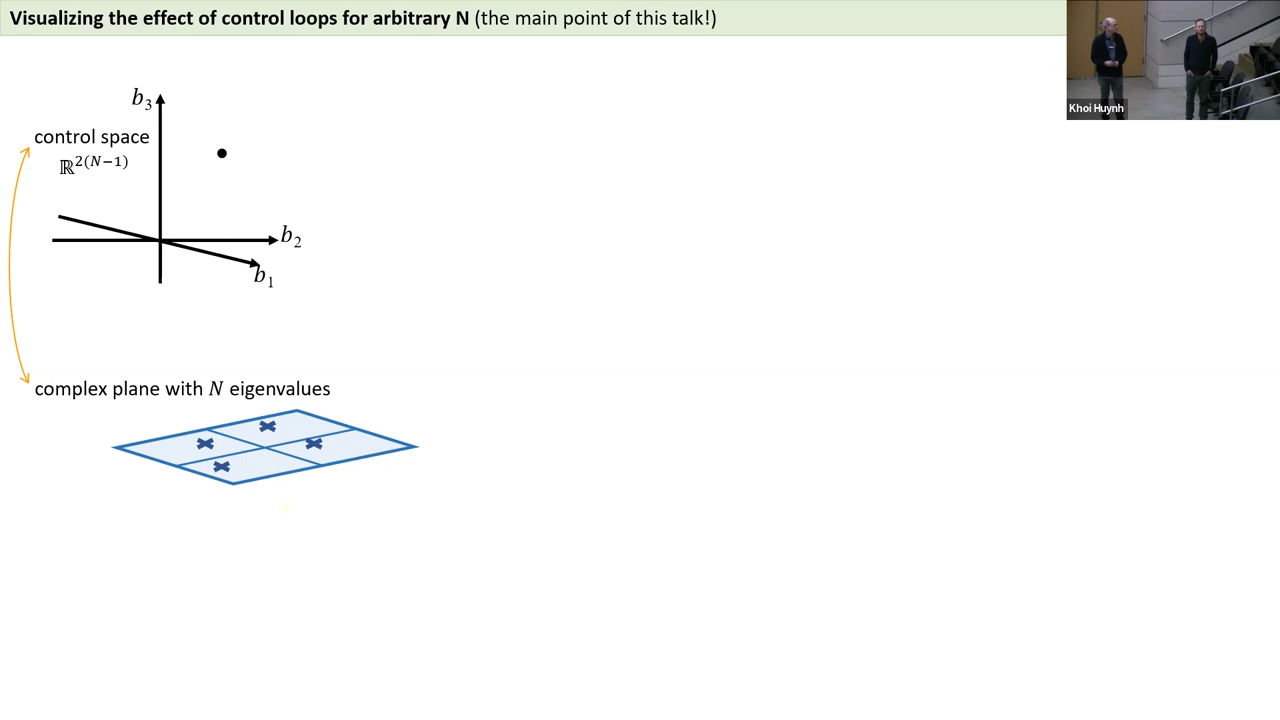 Visualizing the effect of control loops for arbitrary N (the main point of this talk!)
Khoi Huynh
b₃
control space
ℝ²⁽ᴺ⁻¹⁾
b₂
b₁
complex plane with N eigenvalues